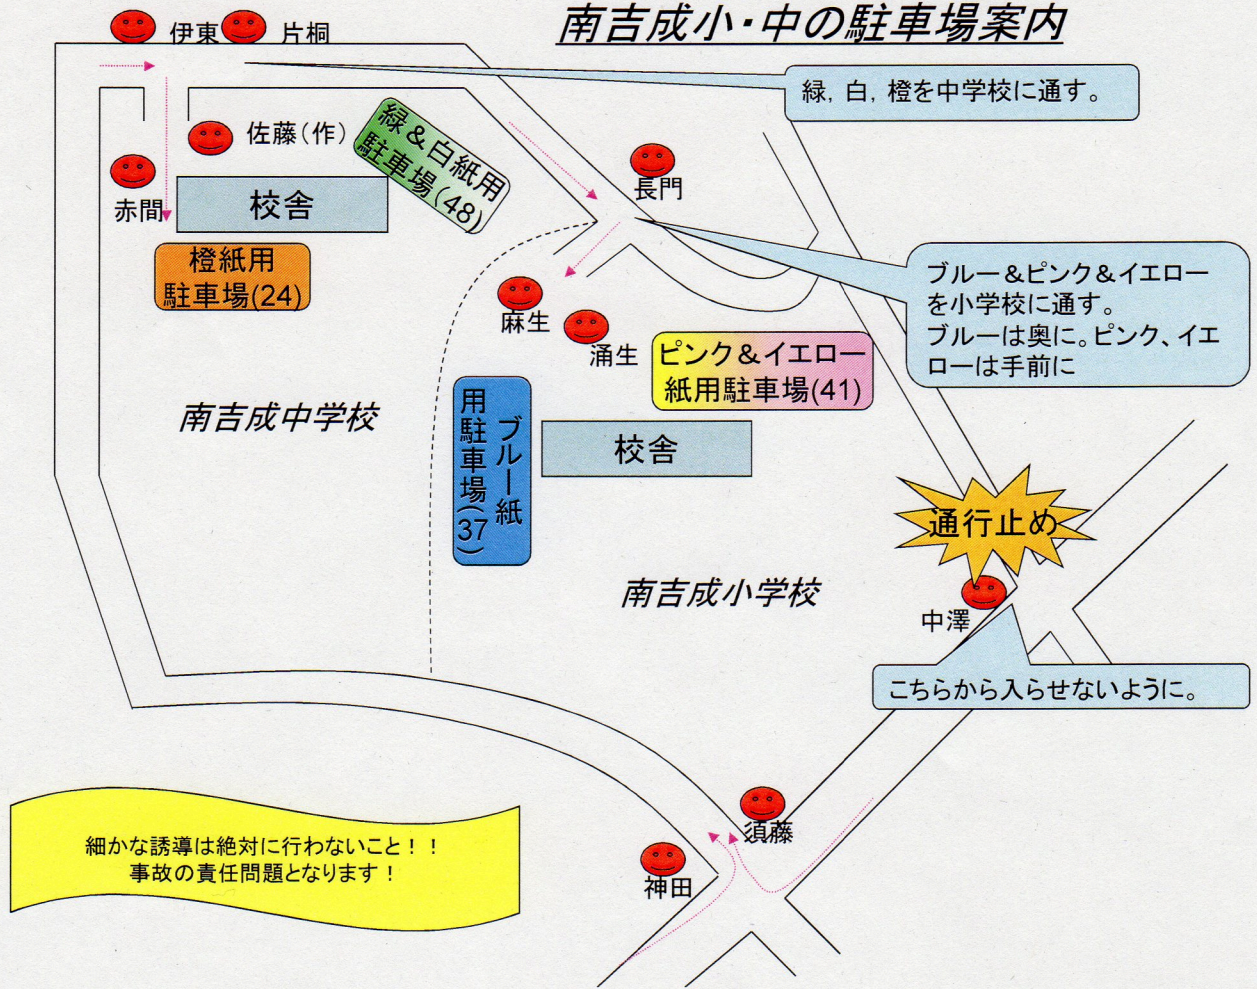 南吉成小・中の駐車場案内
伊東
片桐
緑，白，橙を中学校に通す。
佐藤（作）
緑＆白紙用
駐車場(48)
長門
赤間
校舎
橙紙用
駐車場(24)
ブルー＆ピンク＆イエロー
を小学校に通す。
ブルーは奥に。ピンク、イエ
ローは手前に
麻生
涌生
ピンク＆イエロー
紙用駐車場(41)
南吉成中学校
ブルー紙
用駐車場(37)
校舎
通行止め
南吉成小学校
中澤
こちらから入らせないように。
須藤
細かな誘導は絶対に行わないこと！！
事故の責任問題となります！
神田